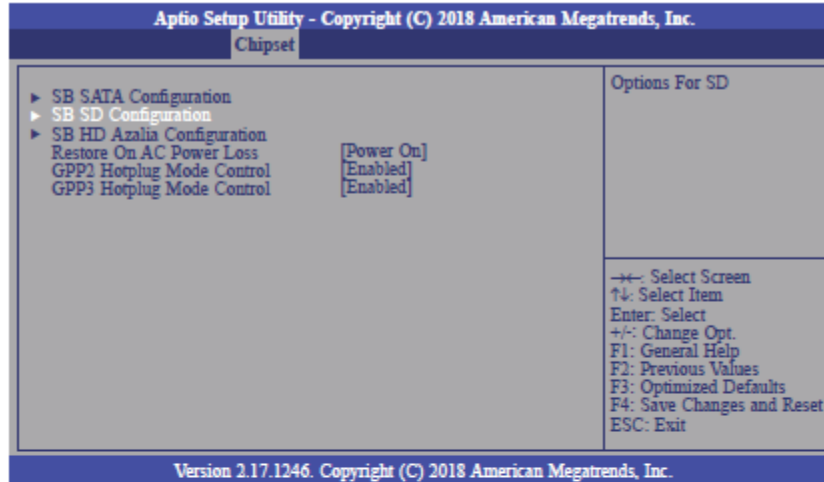 Aptio Setup Utility - Copyright (C) 2018 American Megatrends, Inc.
Chipset
► SB SATA Configuration
► SB SD Configuration
► SB HD Azalia Configuration
Restore On AC Power Loss [Power On]
GPP2 Hotplug Mode Control [Enabled]
GPP3 Hotplug Mode Control [Enabled]
Options For SD
→←: Select Screen
↑↓: Select Item
Enter: Select
+/-: Change Opt.
F1: General Help
F2: Previous Values
F3: Optimized Defaults
F4: Save Changes and Reset
ESC: Exit
Version 2.17.1246. Copyright (C) 2018 American Megatrends, Inc.